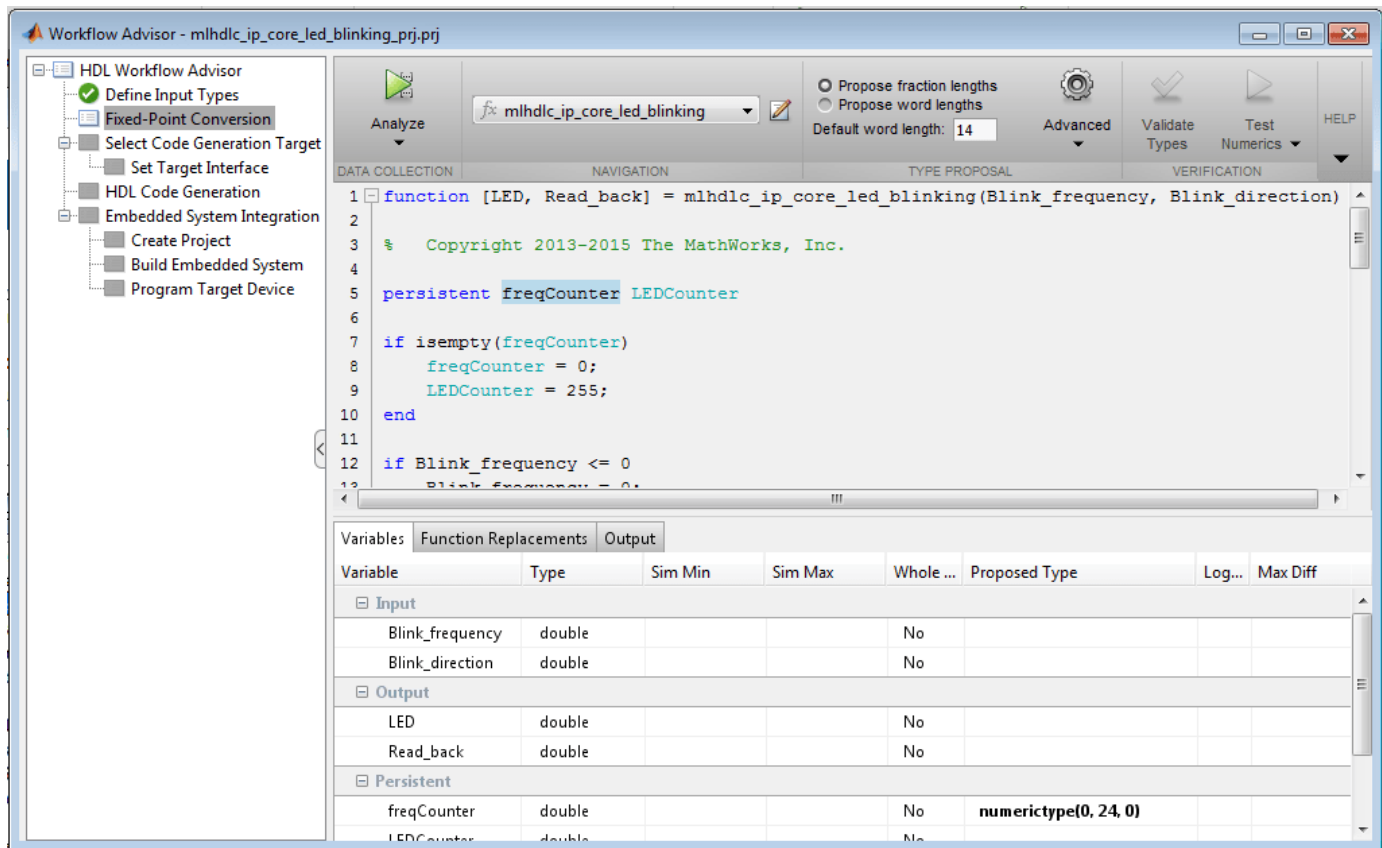 Workflow Advisor - mlhdlc_ip_core_led_blinking_prj.prj
HDL Workflow Advisor
Define Input Types
Fixed-Point Conversion
Select Code Generation Target
Set Target Interface
HDL Code Generation
Embedded System Integration
Create Project
Build Embedded System
Program Target Device
Analyze
DATA COLLECTION
fx mlhdlc_ip_core_led_blinking
NAVIGATION
Propose fraction lengths
Propose word lengths
Default word length: 14
Advanced
TYPE PROPOSAL
Validate Types
Test Numerics
VERIFICATION
HELP
1 function [LED, Read_back] = mlhdlc_ip_core_led_blinking(Blink_frequency, Blink_direction)
2
3 % Copyright 2013-2015 The MathWorks, Inc.
4
5 persistent freqCounter LEDCounter
6
7 if isempty(freqCounter)
8 freqCounter = 0;
9 LEDCounter = 255;
10 end
11
12 if Blink_frequency <= 0
13 Blink_frequency = 0;
Variables Function Replacements Output
Variable Type Sim Min Sim Max Whole ... Proposed Type Log... Max Diff
Input
Blink_frequency double No
Blink_direction double No
Output
LED double No
Read_back double No
Persistent
freqCounter double No numerictype(0, 24, 0)
LEDCounter double No